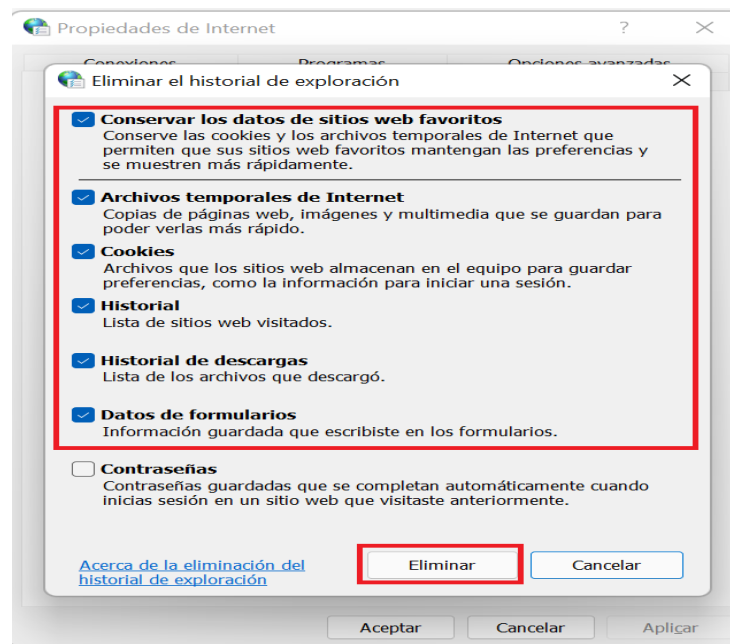 Propiedades de Internet ?
Conexiones Programas Opciones avanzadas
Eliminar el historial de exploración
Conservar los datos de sitios web favoritos
Conserve las cookies y los archivos temporales de Internet que
permiten que sus sitios web favoritos mantengan las preferencias y
se muestren más rápidamente.
Archivos temporales de Internet
Copias de páginas web, imágenes y multimedia que se guardan para
poder verlas más rápido.
Cookies
Archivos que los sitios web almacenan en el equipo para guardar
preferencias, como la información para iniciar una sesión.
Historial
Lista de sitios web visitados.
Historial de descargas
Lista de los archivos que descargó.
Datos de formularios
Información guardada que escribiste en los formularios.
Contraseñas
Contraseñas guardadas que se completan automáticamente cuando
inicias sesión en un sitio web que visitaste anteriormente.
Acerca de la eliminación del
historial de exploración
Eliminar Cancelar
Aceptar Cancelar Aplicar